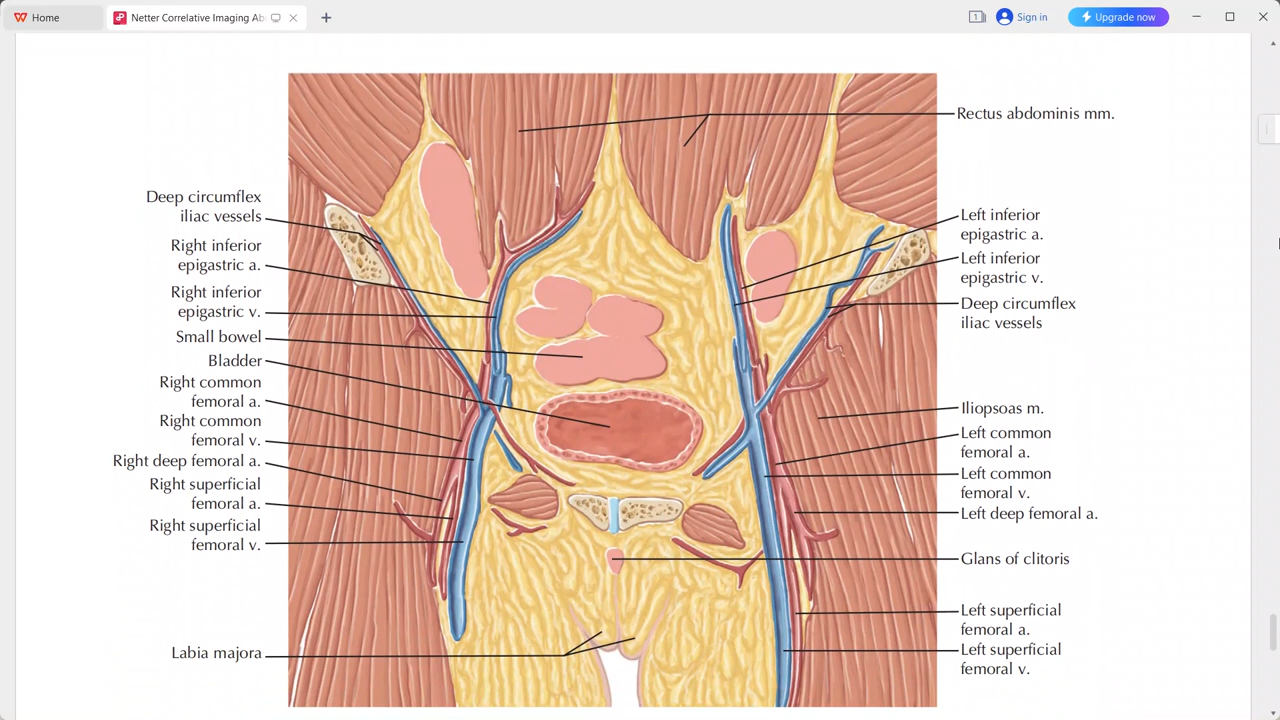 Home
Netter Correlative Imaging Ab
1
Sign in
Upgrade now
Rectus abdominis mm.
Deep circumflex
iliac vessels
Right inferior
epigastric a.
Right inferior
epigastric v.
Small bowel
Bladder
Right common
femoral a.
Right common
femoral v.
Right deep femoral a.
Right superficial
femoral a.
Right superficial
femoral v.
Labia majora
Left inferior
epigastric a.
Left inferior
epigastric v.
Deep circumflex
iliac vessels
Iliopsoas m.
Left common
femoral a.
Left common
femoral v.
Left deep femoral a.
Glans of clitoris
Left superficial
femoral a.
Left superficial
femoral v.